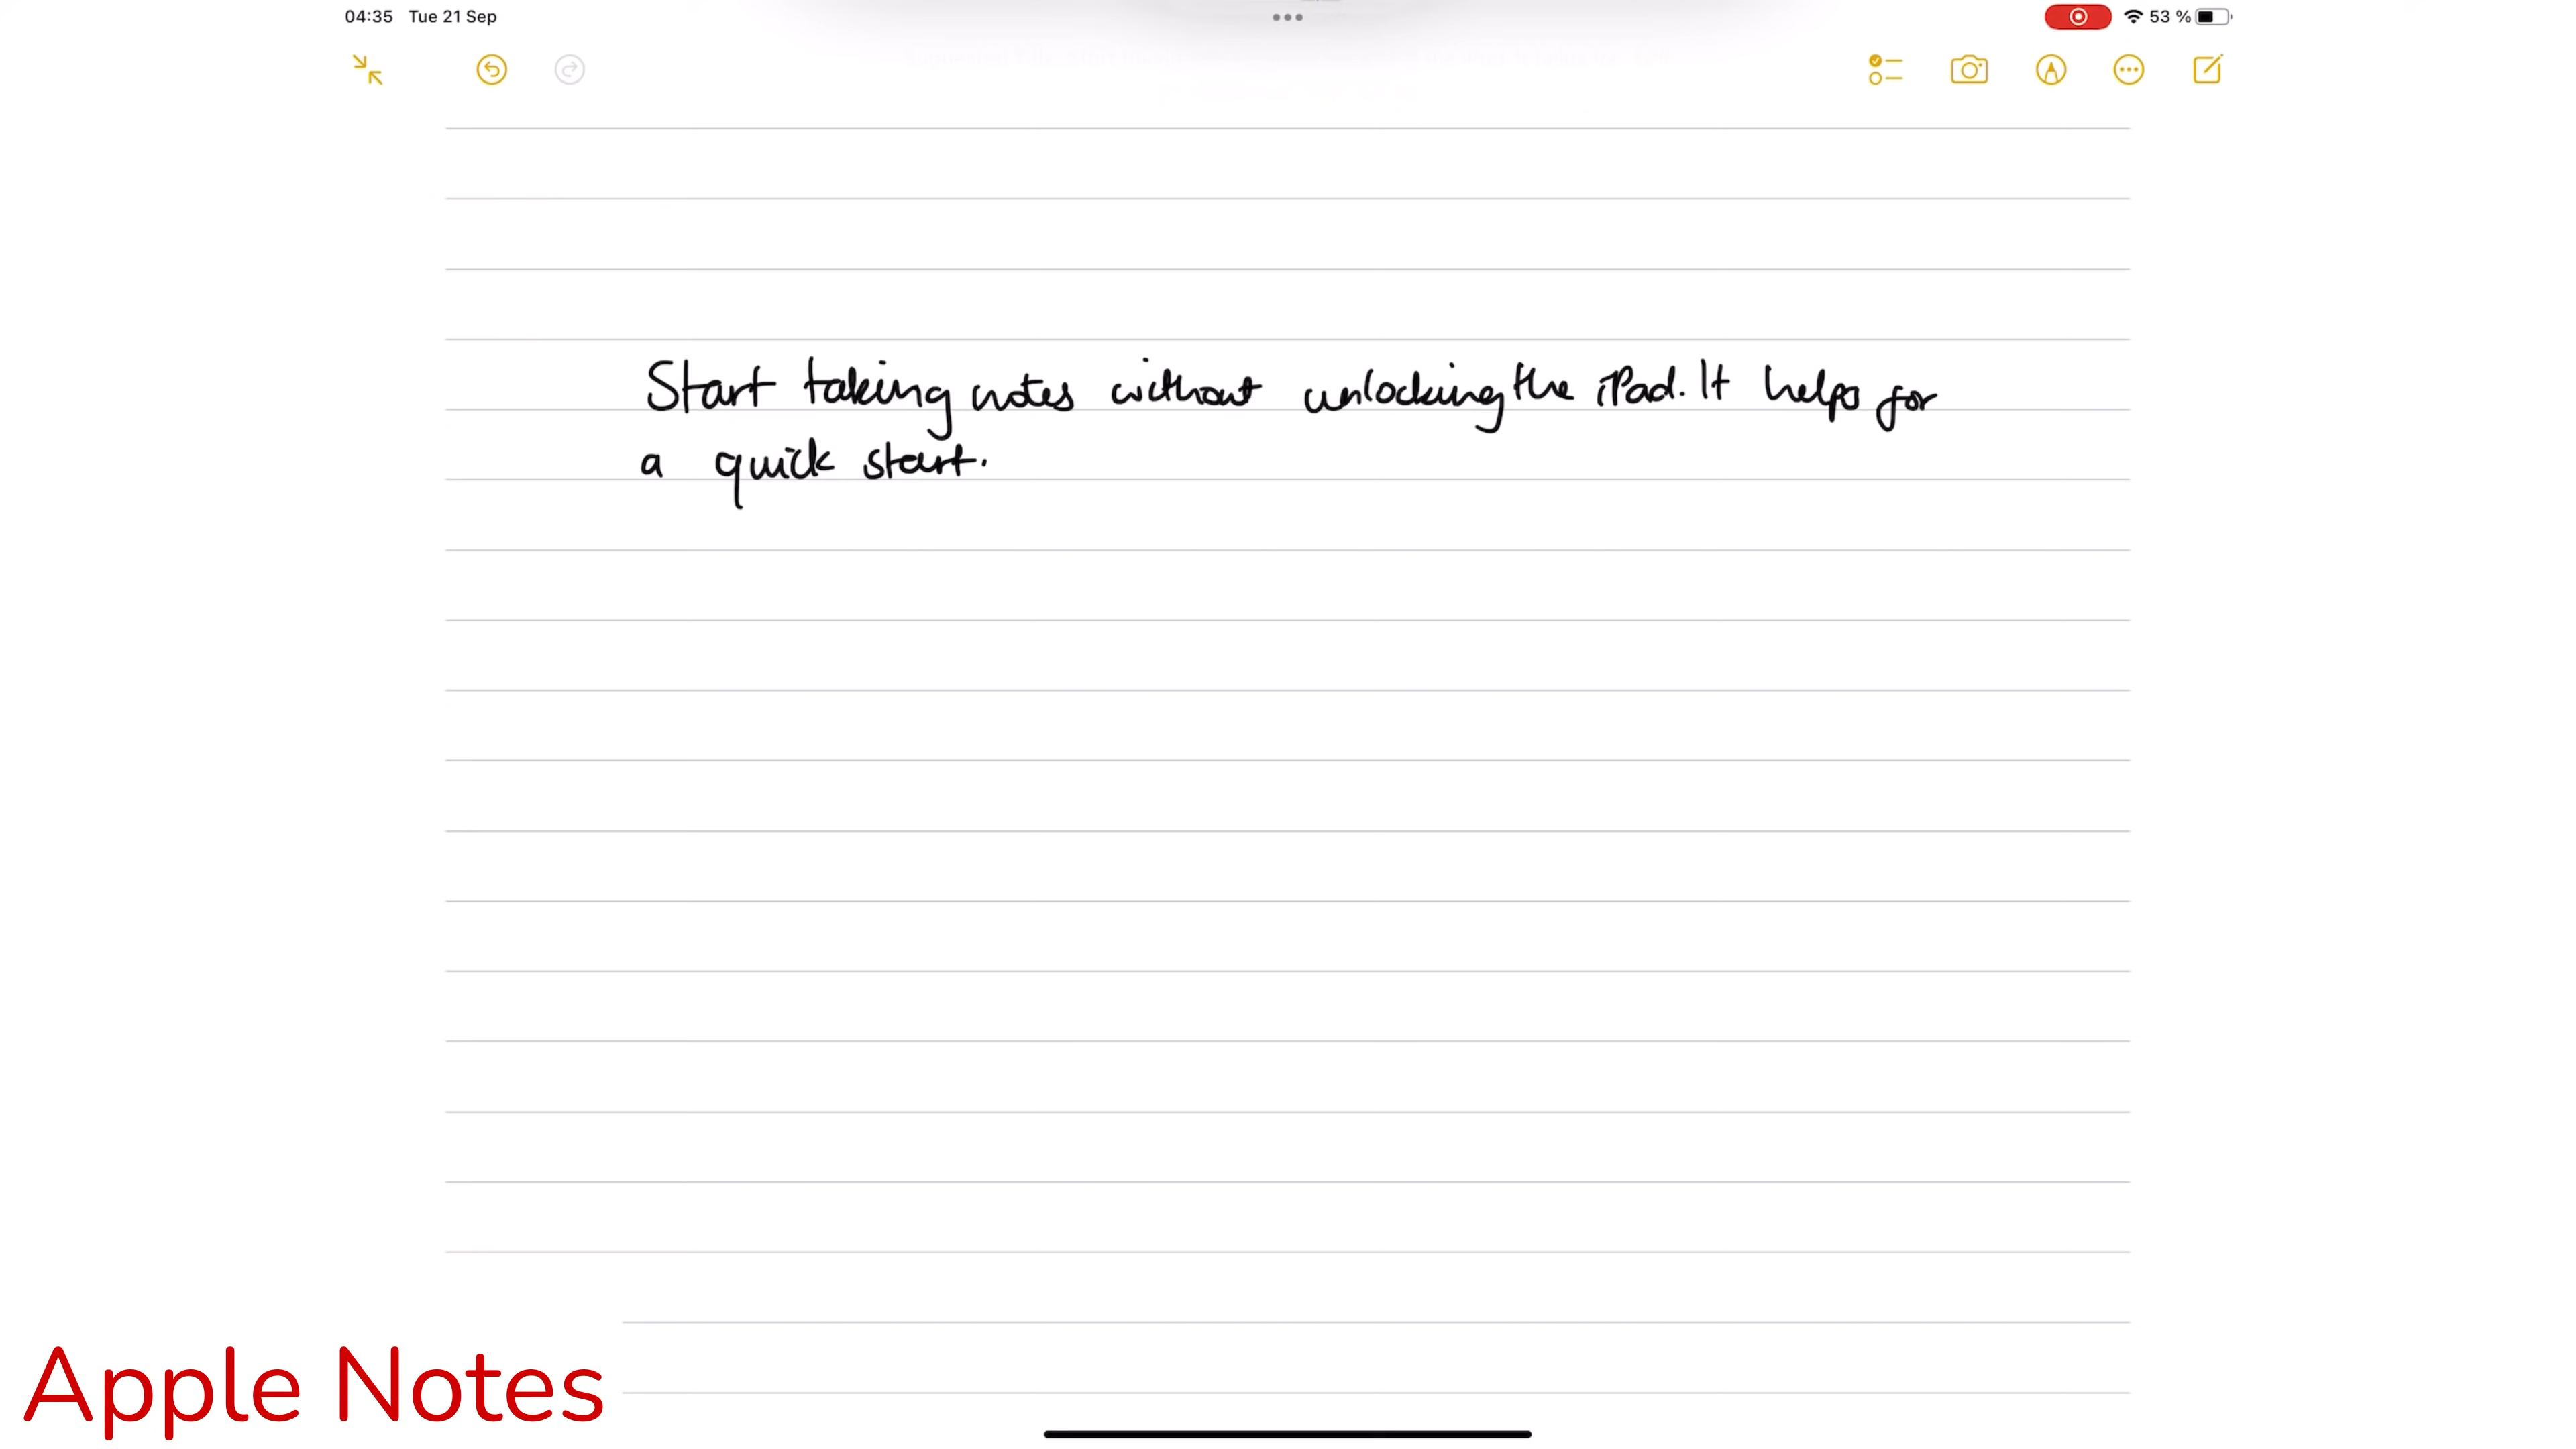 04:35 Tue 21 Sep
53 %
Start taking notes without unlocking the iPad. It helps for
a quick start.
Apple Notes